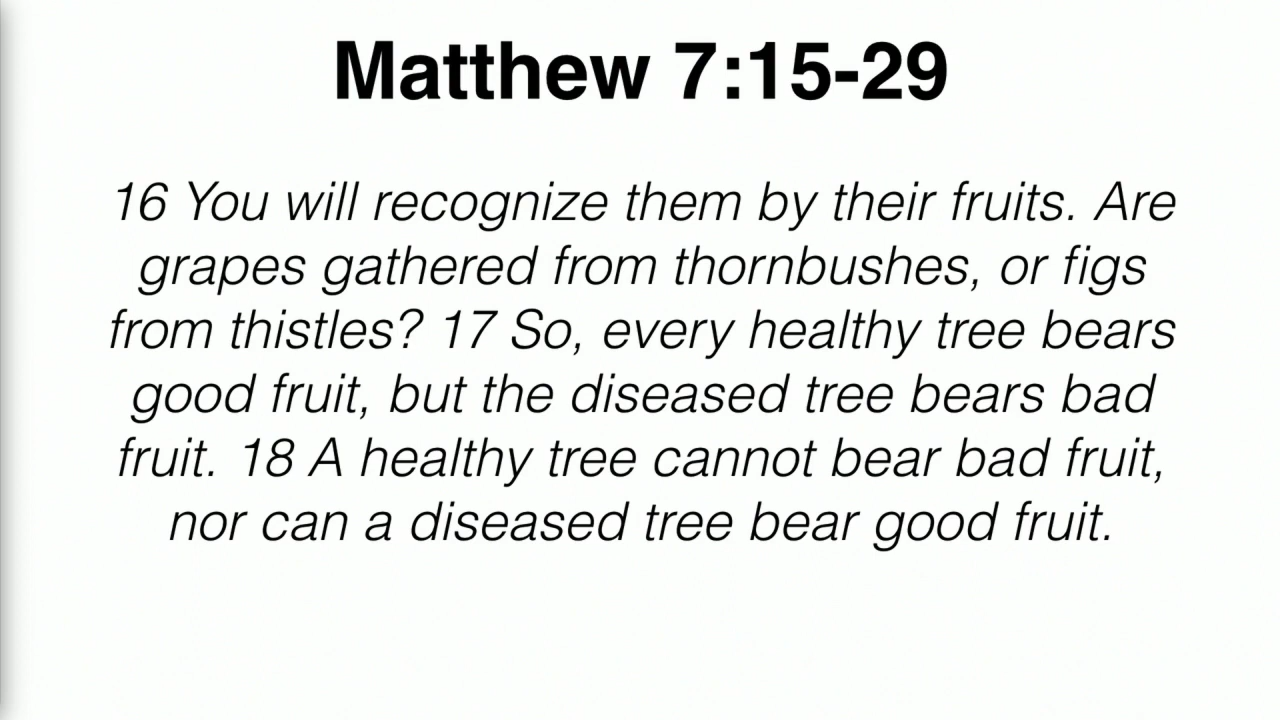 Matthew 7:15-29
16 You will recognize them by their fruits. Are
grapes gathered from thornbushes, or figs
from thistles? 17 So, every healthy tree bears
good fruit, but the diseased tree bears bad
fruit. 18 A healthy tree cannot bear bad fruit,
nor can a diseased tree bear good fruit.